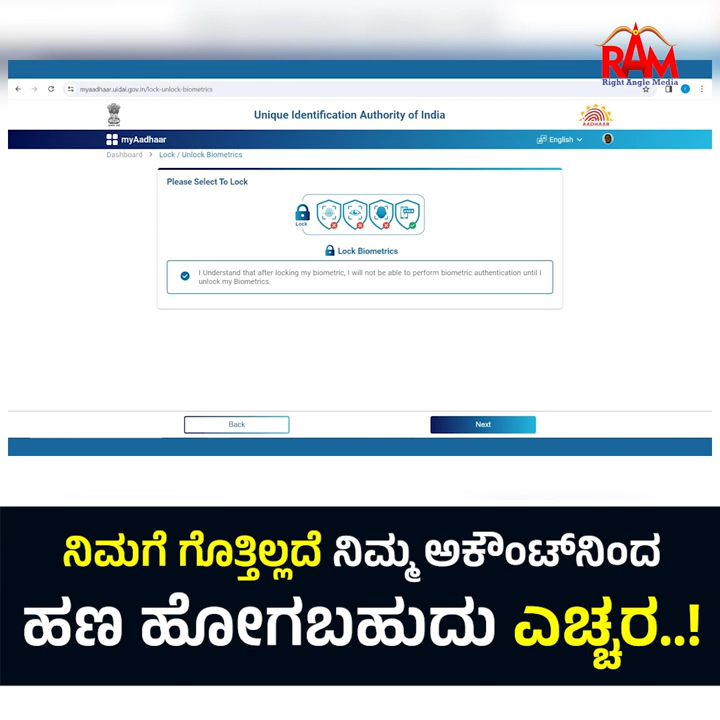 RAM
Right Angle Media
myaadhaar.uidai.gov.in/lock-unlock-biometrics
Unique Identification Authority of India
AADHAAR
myAadhaar
English
Dashboard > Lock / Unlock Biometrics
Please Select To Lock
Lock
Lock Biometrics
I Understand that after locking my biometric, I will not be able to perform biometric authentication until I
unlock my Biometrics.
Back
Next
ನಿಮಗೆ ಗೊತ್ತಿಲ್ಲದೆ ನಿಮ್ಮ ಅಕೌಂಟ್‌ನಿಂದ
ಹಣ ಹೋಗಬಹುದು ಎಚ್ಚರ..!